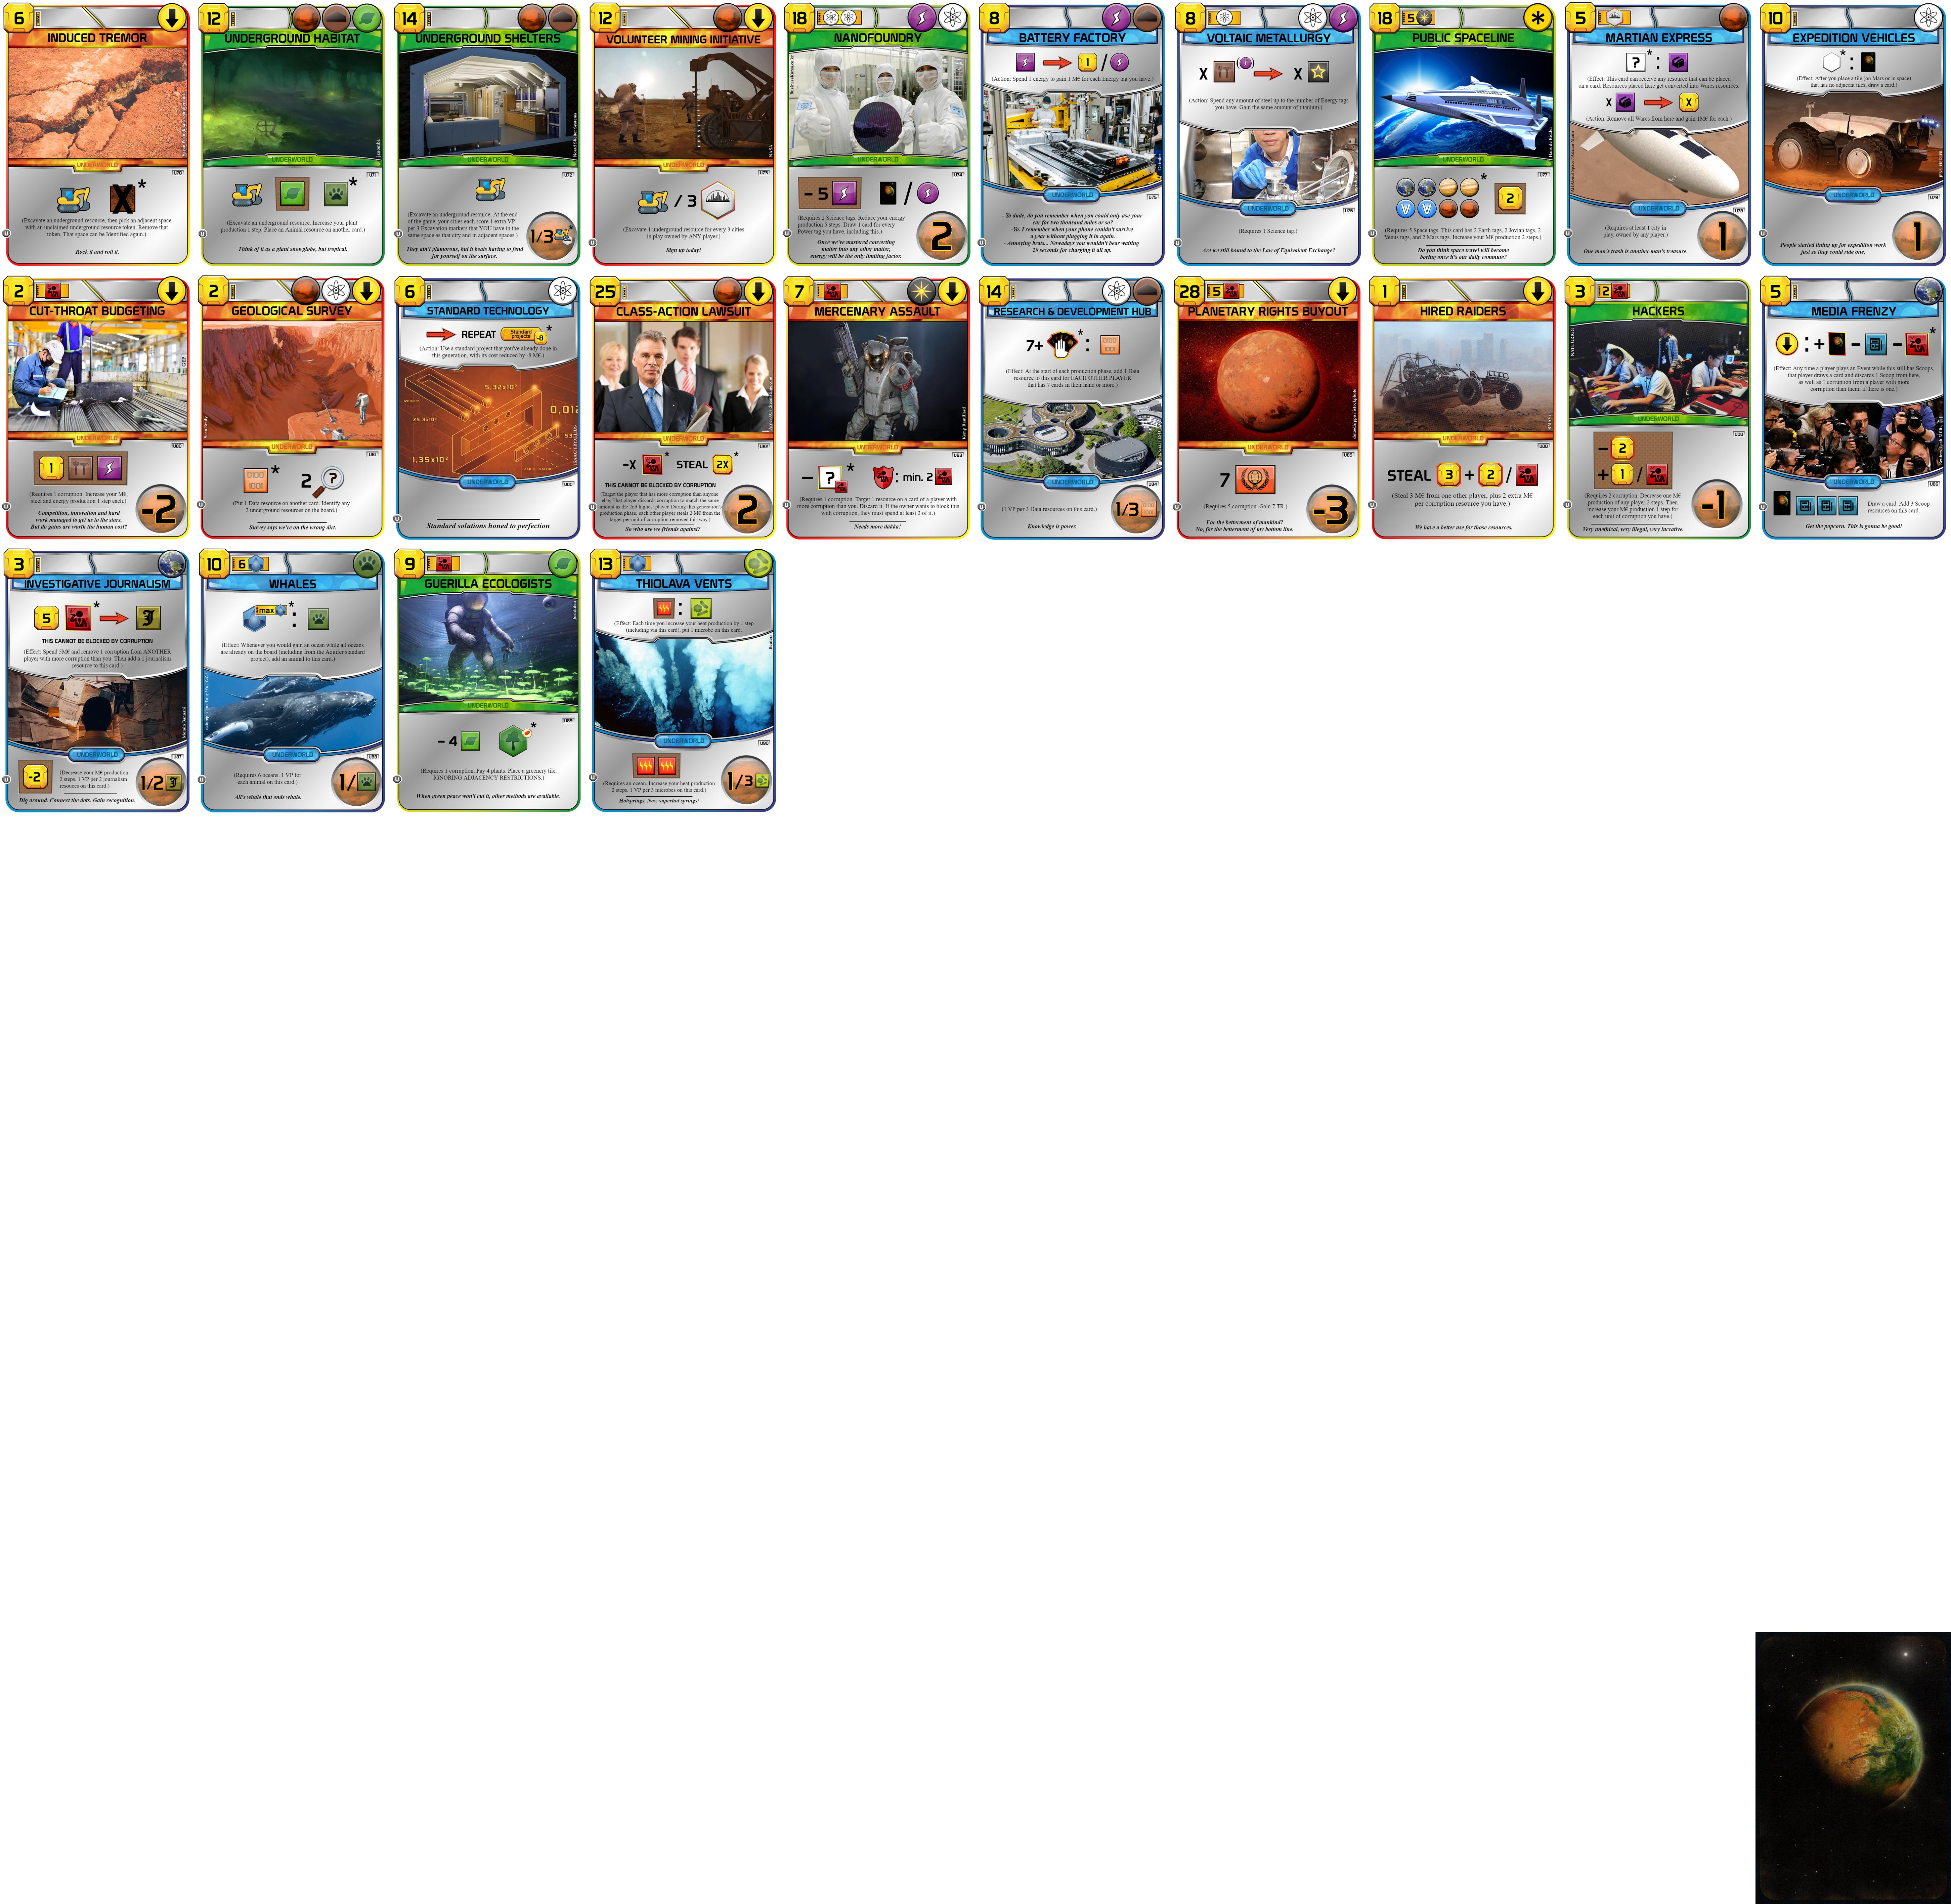 6
INDUCED TREMOR
UNDERWORLD
U70
X *
(Excavate an underground resource, then pick an adjacent space
with an unclaimed underground resource token. Remove that
token. That space can be Identified again.)
Rock it and roll it.
12
UNDERGROUND HABITAT
UNDERWORLD
U71
*
(Excavate an underground resource. Increase your plant
production 1 step. Place an Animal resource on another card.)
Think of it as a giant snowglobe, but tropical.
14
UNDERGROUND SHELTERS
UNDERWORLD
U72
(Excavate an underground resource. At the end
of the game, your cities each score 1 extra VP
per 3 Excavation markers that YOU have in the
same space at that city and in adjacent spaces.)
1/3
They ain't glamorous, but it beats having to fend
for yourself on the surface.
12
VOLUNTEER MINING INITIATIVE
NASA
UNDERWORLD
U73
/ 3
(Excavate 1 underground resource for every 3 cities
in play owned by ANY player.)
Sign up today!
18
NANOFOUNDRY
UNDERWORLD
U74
- 5 /
(Requires 2 Science tags. Reduce your energy
production 5 steps. Draw 1 card for every
Power tag you have, including this.)
2
Once we've mastered converting
matter into any other matter,
energy will be the only limiting factor.
8
BATTERY FACTORY
1 /
(Action: Spend 1 energy to gain 1 M€ for each Energy tag you have.)
UNDERWORLD
U75
- Yo dude, do you remember when you could only use your
car for two thousand miles or so?
-Yo. I remember when your phone couldn't survive
a year without plugging it in again.
- Annoying brats... Nowadays you wouldn't bear waiting
20 seconds for charging it all up.
8
VOLTAIC METALLURGY
X X
(Action: Spend any amount of steel up to the number of Energy tags
you have. Gain the same amount of titanium.)
UNDERWORLD
U76
(Requires 1 Science tag.)
Are we still bound to the Law of Equivalent Exchange?
18
5
PUBLIC SPACELINE
UNDERWORLD
U77
* 2
(Requires 5 Space tags. This card has 2 Earth tags, 2 Jovian tags, 2
Venus tags, and 2 Mars tags. Increase your M€ production 2 steps.)
Do you think space travel will become
boring once it's our daily commute?
5
MARTIAN EXPRESS
? * :
(Effect: This card can receive any resource that can be placed
on a card. Resources placed here get converted into Wares resources.)
X X
(Action: Remove all Wares from here and gain 1M€ for each.)
UNDERWORLD
U78
(Requires at least 1 city in
play, owned by any player.)
1
One man's trash is another man's treasure.
10
EXPEDITION VEHICLES
* :
(Effect: After you place a tile (on Mars or in space)
that has no adjacent tiles, draw a card.)
UNDERWORLD
U79
1
People started lining up for expedition work
just so they could ride one.
2
CUT-THROAT BUDGETING
UNDERWORLD
U80
1
(Requires 1 corruption. Increase your M€,
steel and energy production 1 step each.)
-2
Competition, innovation and hard
work managed to get us to the stars.
But do gains are worth the human cost?
2
GEOLOGICAL SURVEY
UNDERWORLD
U81
0100
1001
* 2 ?
(Put 1 Data resource on another card. Identify any
2 underground resources on the board.)
Survey says we're on the wrong dirt.
6
STANDARD TECHNOLOGY
REPEAT Standard projects -8 *
(Action: Use a standard project that you've already done in
this generation, with its cost reduced by -8 M€.)
UNDERWORLD
U00
Standard solutions honed to perfection
25
CLASS-ACTION LAWSUIT
UNDERWORLD
U82
-X * STEAL 2X *
THIS CANNOT BE BLOCKED BY CORRUPTION
(Target the player that has more corruption than anyone
else. That player discards corruption to match the same
amount as the 2nd highest player. During this generation's
production phase, each other player steals 2 M€ from the
target per unit of corruption removed this way.)
2
So who are we friends against?
7
MERCENARY ASSAULT
UNDERWORLD
U83
- ? * : min. 2
(Requires 1 corruption. Target 1 resource on a card of a player with
more corruption than you. Discard it. If the owner wants to block this
with corruption, they must spend at least 2 of it.)
Needs more dakka!
14
RESEARCH & DEVELOPMENT HUB
7+ * :
(Effect: At the start of each production phase, add 1 Data
resource to this card for EACH OTHER PLAYER
that has 7 cards in their hand or more.)
UNDERWORLD
U84
(1 VP per 3 Data resources on this card.)
1/3
Knowledge is power.
28
5
PLANETARY RIGHTS BUYOUT
UNDERWORLD
U85
7
(Requires 5 corruption. Gain 7 TR.)
-3
For the betterment of mankind?
No, for the betterment of my bottom line.
1
HIRED RAIDERS
UNDERWORLD
U00
STEAL 3 + 2 /
(Steal 3 M€ from one other player, plus 2 extra M€
per corruption resource you have.)
We have a better use for those resources.
3
2
HACKERS
NATE GRIGG
UNDERWORLD
U00
- 2
+ 1 /
(Requires 2 corruption. Decrease one M€
production of any player 2 steps. Then
increase your M€ production 1 step for
each unit of corruption you have.)
-1
Very unethical, very illegal, very lucrative.
5
MEDIA FRENZY
: + - - *
(Effect: Any time a player plays an Event while this still has Scoops,
that player draws a card and discards 1 Scoop from here,
as well as 1 corruption from a player with more
corruption than them, if there is one.)
UNDERWORLD
U86
Draw a card. Add 3 Scoop
resources on this card.
Get the popcorn. This is gonna be good!
3
INVESTIGATIVE JOURNALISM
5 * J
THIS CANNOT BE BLOCKED BY CORRUPTION
(Effect: Spend 5M€ and remove 1 corruption from ANOTHER
player with more corruption than you. Then add a 1 journalism
resource to this card.)
UNDERWORLD
U87
-2
(Decrease your M€ production
2 steps. 1 VP per 2 journalism
resources on this card.)
1/2 J
Dig around. Connect the dots. Gain recognition.
10
6
WHALES
max * :
(Effect: Whenever you would gain an ocean while all oceans
are already on the board (including from the Aquifer standard
project), add an animal to this card.)
UNDERWORLD
U88
(Requires 6 oceans. 1 VP for
each animal on this card.)
1/
All's whale that ends whale.
9
GUERILLA ECOLOGISTS
UNDERWORLD
U89
- 4 *
(Requires 1 corruption. Pay 4 plants. Place a greenery tile,
IGNORING ADJACENCY RESTRICTIONS.)
When green peace won't cut it, other methods are available.
13
THIOLAVA VENTS
:
(Effect: Each time you increase your heat production by 1 step
(including via this card), put 1 microbe on this card.
UNDERWORLD
U90
(Requires an ocean. Increase your heat production
2 steps. 1 VP per 3 microbes on this card.)
1/3
Hotsprings. Nay, superhot springs!